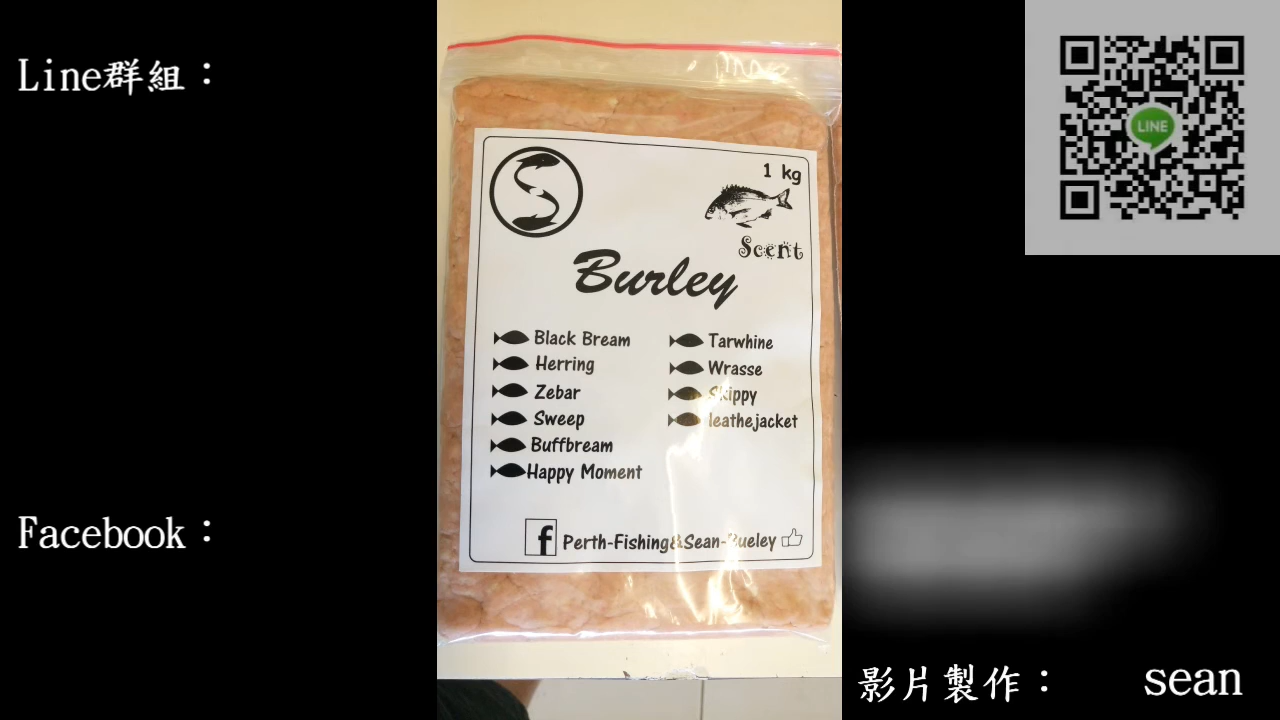 Line群組：
LINE
1 kg
Scent
Burley
Black Bream
Herring
Zebar
Sweep
Buffbream
Happy Moment
Tarwhine
Wrasse
Skippy
leathejacket
f Perth-Fishing&Sean-Bueley
Facebook：
影片製作： sean